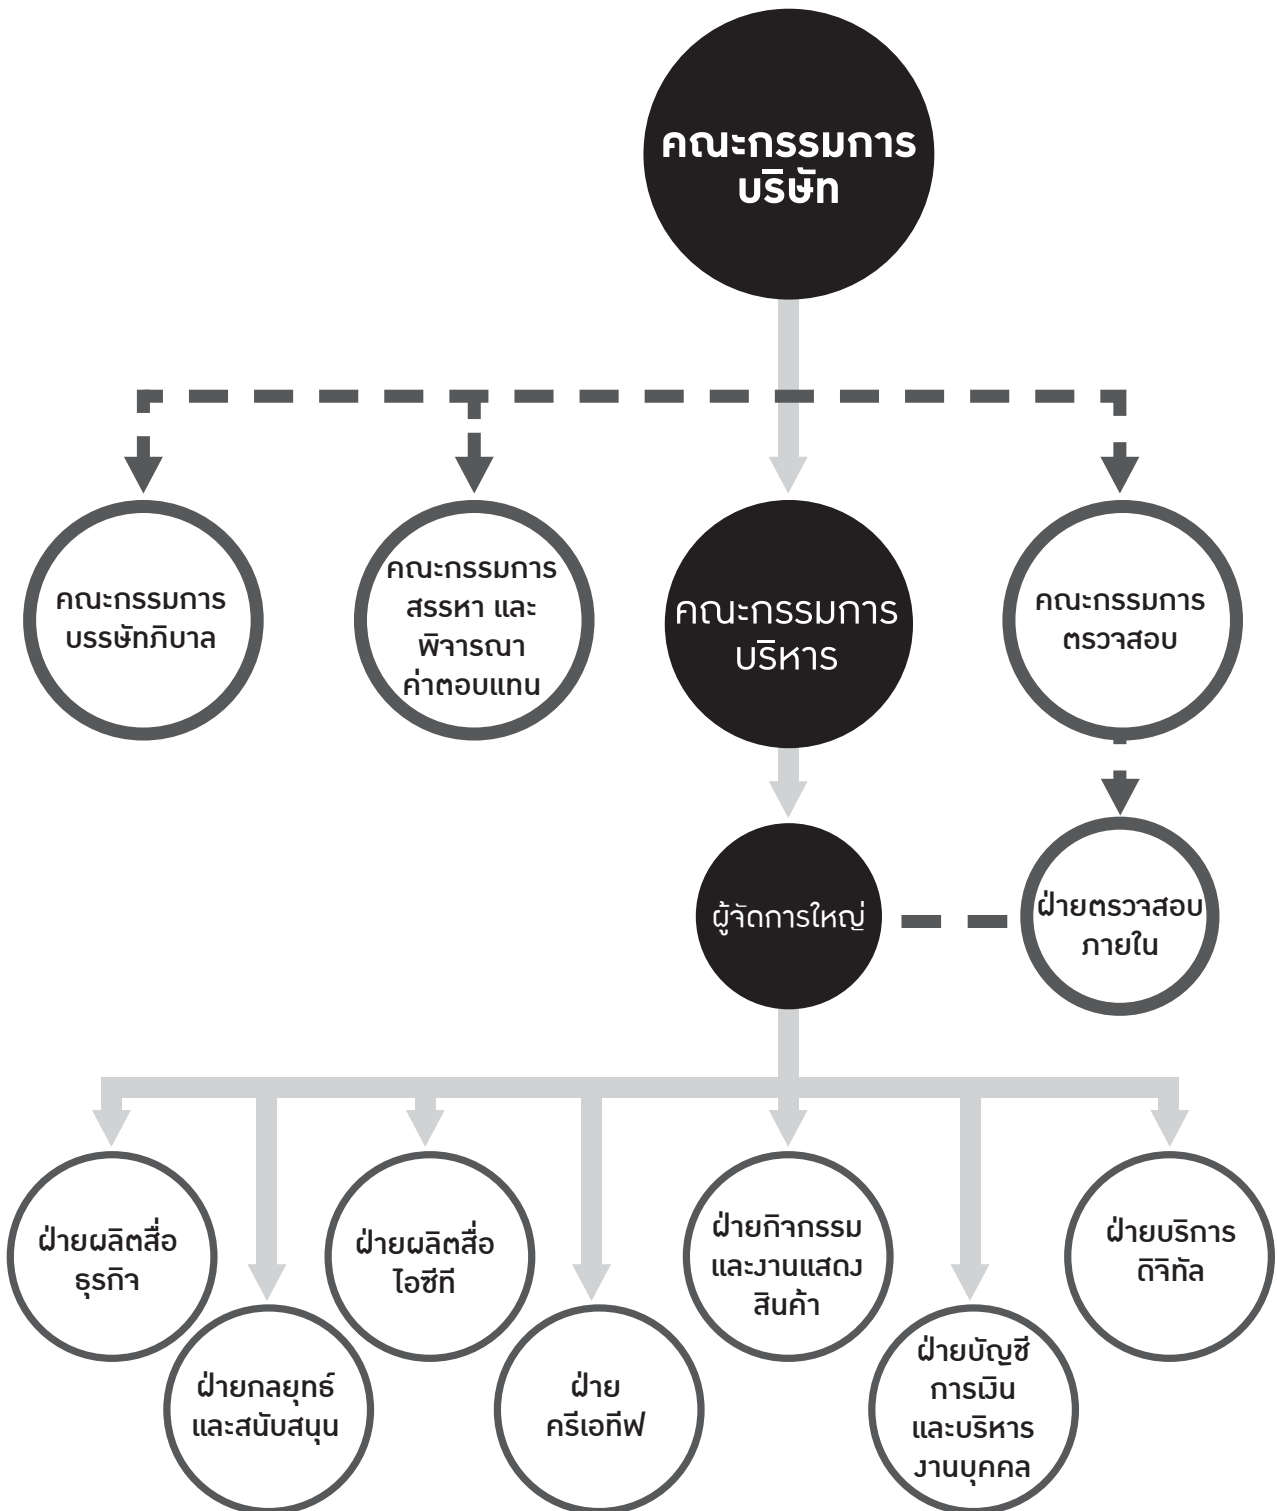 คณะกรรมการ
บริษัท
คณะกรรมการ
บรรษัทภิบาล
คณะกรรมการ
สรรหา และ
พิจารณา
ค่าตอบแทน
คณะกรรมการ
บริหาร
คณะกรรมการ
ตรวจสอบ
ผู้จัดการใหญ่
ฝ่ายตรวจสอบ
ภายใน
ฝ่ายผลิตสื่อ
ธุรกิจ
ฝ่ายกลยุทธ์
และสนับสนุน
ฝ่ายผลิตสื่อ
ไอซีที
ฝ่าย
ครีเอทีฟ
ฝ่ายกิจกรรม
และงานแสดง
สินค้า
ฝ่ายบัญชี
การเงิน
และบริหาร
งานบุคคล
ฝ่ายบริการ
ดิจิทัล